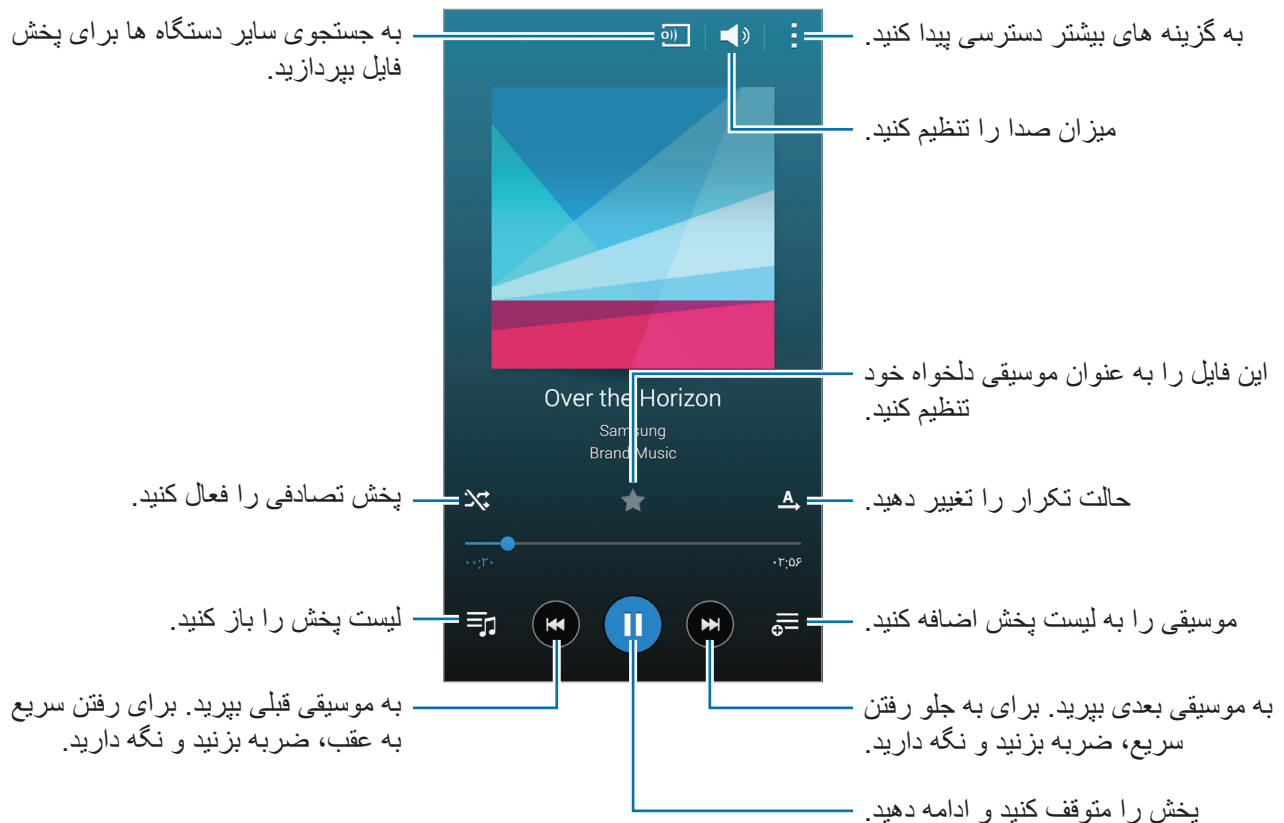 به گزینه های بیشتر دسترسی پیدا کنید.
به جستجوی سایر دستگاه ها برای پخش
فایل بپردازید.
میزان صدا را تنظیم کنید.
این فایل را به عنوان موسیقی دلخواه خود
تنظیم کنید.
Over the Horizon
Samsung
Brand Music
حالت تکرار را تغییر دهید.
A
پخش تصادفی را فعال کنید.
۰۰:۲۰
۰۲:۵۶
موسیقی را به لیست پخش اضافه کنید.
لیست پخش را باز کنید.
به موسیقی بعدی بپرید. برای به جلو رفتن
سریع، ضربه بزنید و نگه دارید.
به موسیقی قبلی بپرید. برای رفتن سریع
به عقب، ضربه بزنید و نگه دارید.
پخش را متوقف کنید و ادامه دهید.